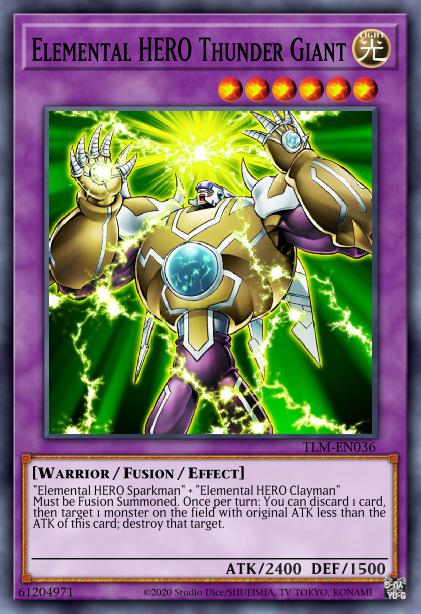 Elemental HERO Thunder Giant
LIGHT
光
TLM-EN036
[Warrior / Fusion / Effect]
"Elemental HERO Sparkman" + "Elemental HERO Clayman"
Must be Fusion Summoned. Once per turn: You can discard 1 card,
then target 1 monster on the field with original ATK less than the
ATK of this card; destroy that target.
ATK/2400 DEF/1500
61204971
©2020 Studio Dice/SHUEISHA, TV TOKYO, KONAMI